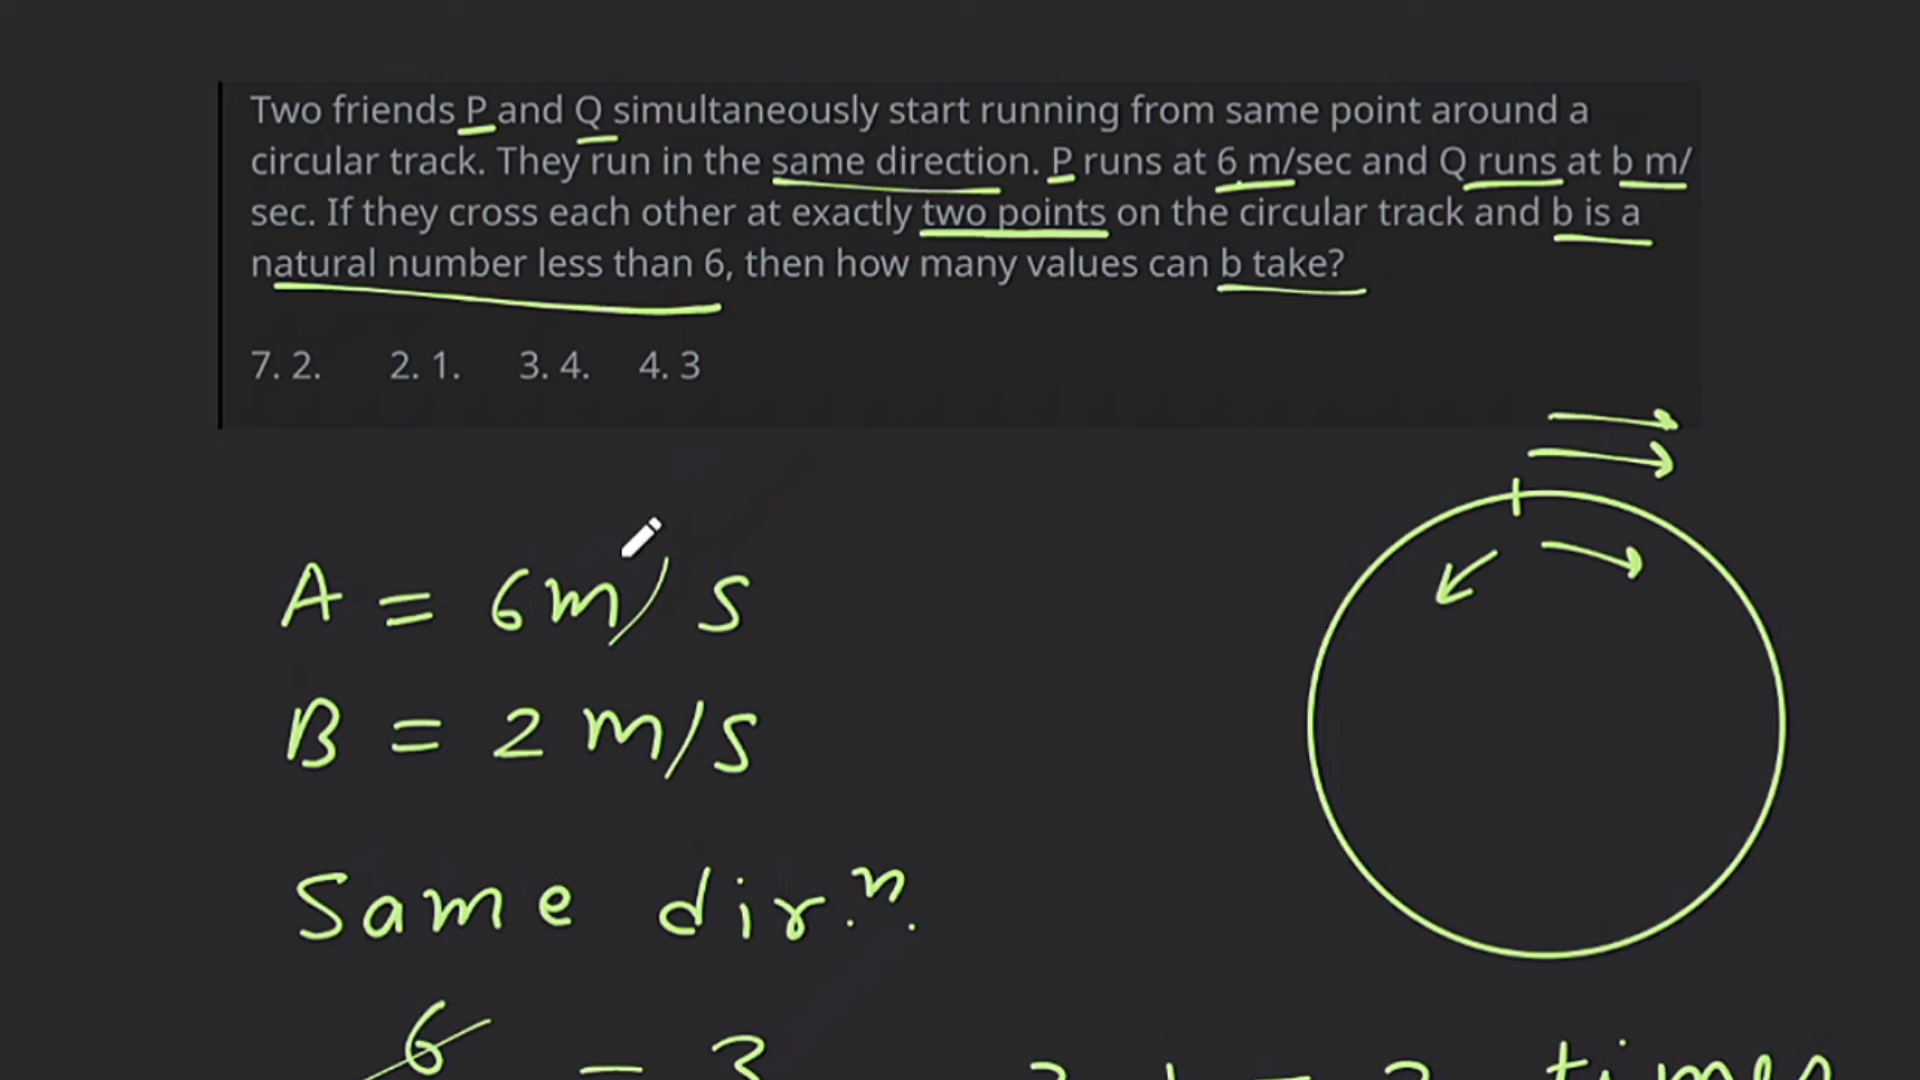 Two friends P and Q simultaneously start running from same point around a
circular track. They run in the same direction. P runs at 6 m/sec and Q runs at b m/
sec. If they cross each other at exactly two points on the circular track and b is a
natural number less than 6, then how many values can b take?
7. 2. 2. 1. 3. 4. 4. 3
A = 6m/s
B = 2 m/s
Same dir.n.
6 = 3
times